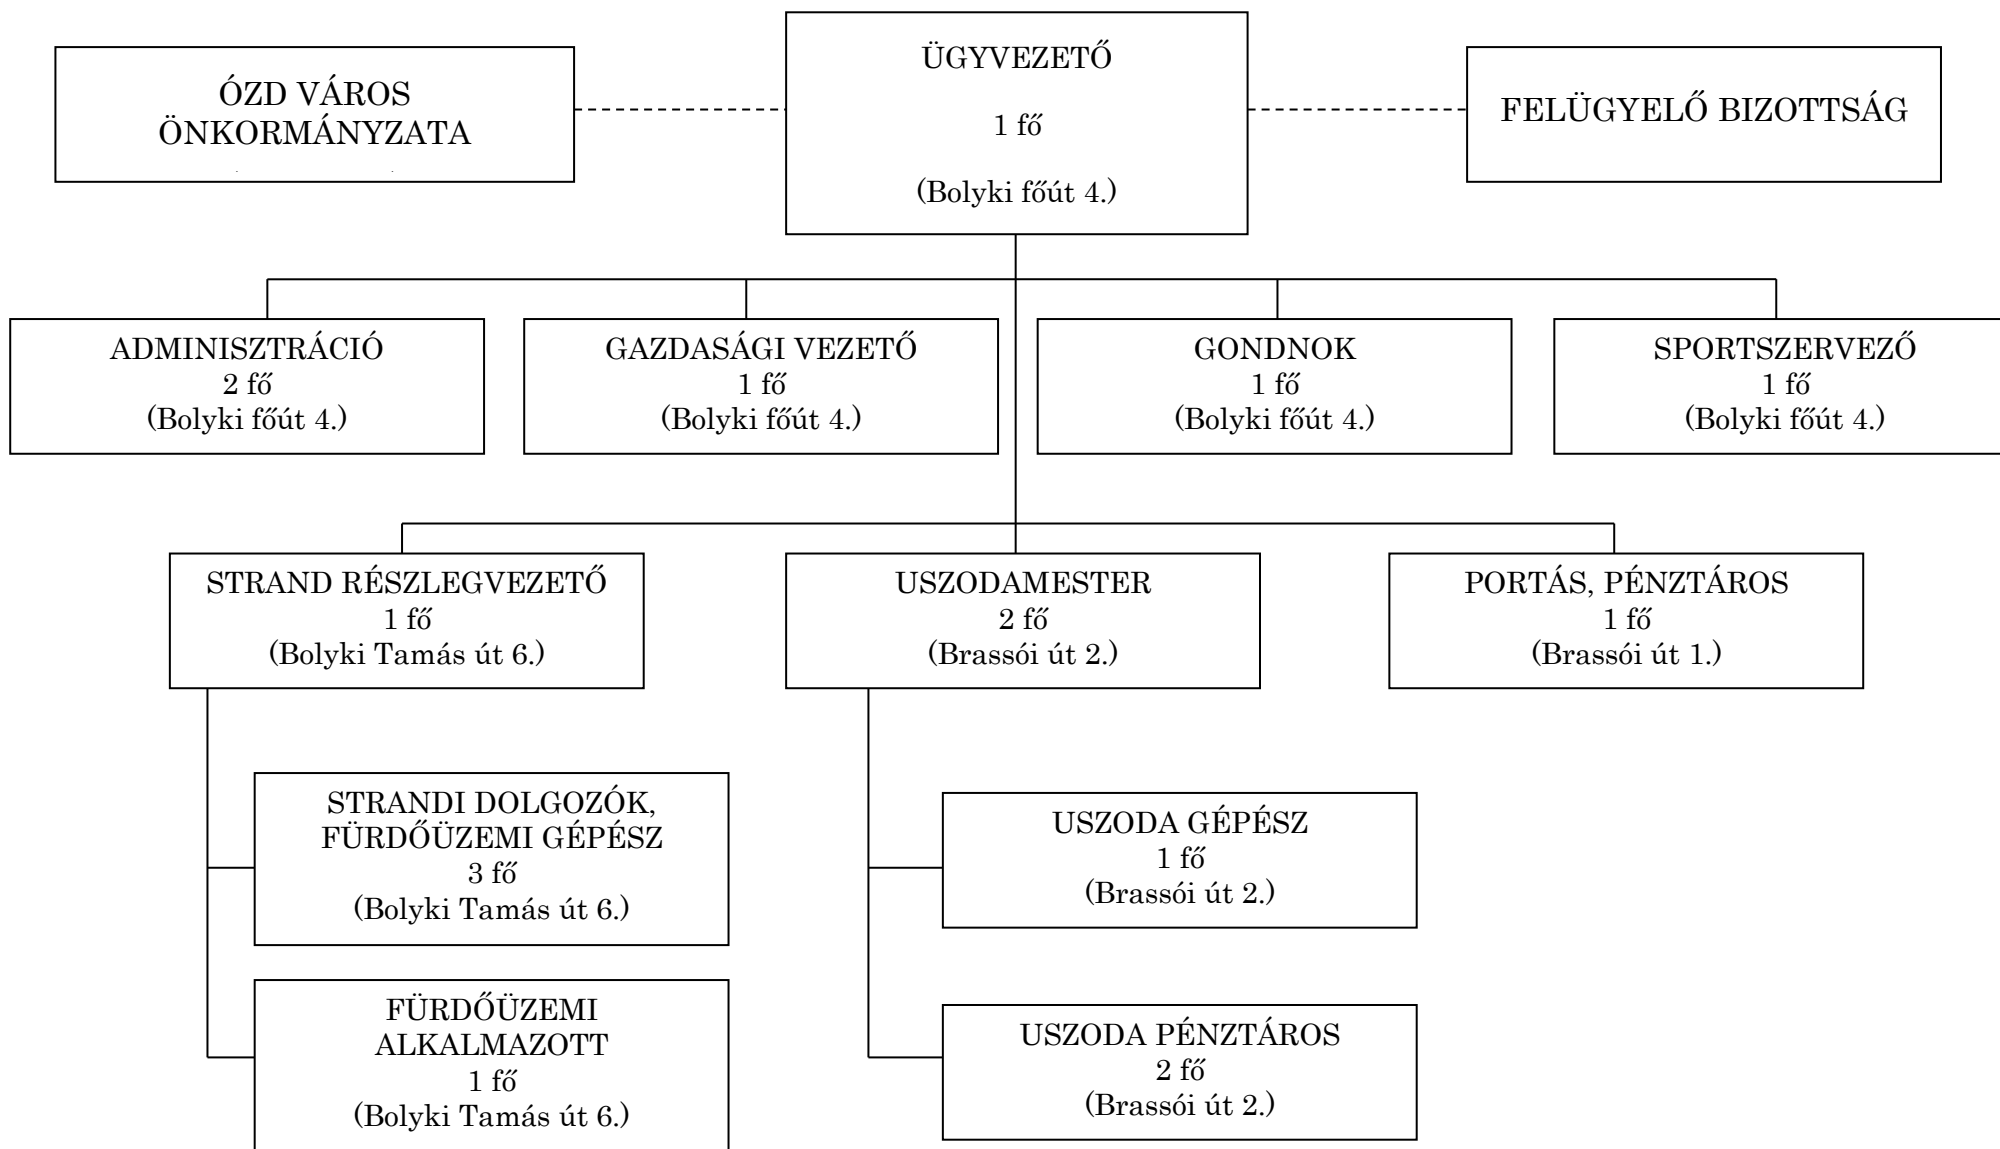 ÓZD VÁROS
ÖNKORMÁNYZATA
ÜGYVEZETŐ
1 fő
(Bolyki főút 4.)
FELÜGYELŐ BIZOTTSÁG
ADMINISZTRÁCIÓ
2 fő
(Bolyki főút 4.)
GAZDASÁGI VEZETŐ
1 fő
(Bolyki főút 4.)
GONDNOK
1 fő
(Bolyki főút 4.)
SPORTSZERVEZŐ
1 fő
(Bolyki főút 4.)
STRAND RÉSZLEGVEZETŐ
1 fő
(Bolyki Tamás út 6.)
USZODAMESTER
2 fő
(Brassói út 2.)
PORTÁS, PÉNZTÁROS
1 fő
(Brassói út 1.)
STRANDI DOLGOZÓK,
FÜRDŐÜZEMI GÉPÉSZ
3 fő
(Bolyki Tamás út 6.)
FÜRDŐÜZEMI
ALKALMAZOTT
1 fő
(Bolyki Tamás út 6.)
USZODA GÉPÉSZ
1 fő
(Brassói út 2.)
USZODA PÉNZTÁROS
2 fő
(Brassói út 2.)